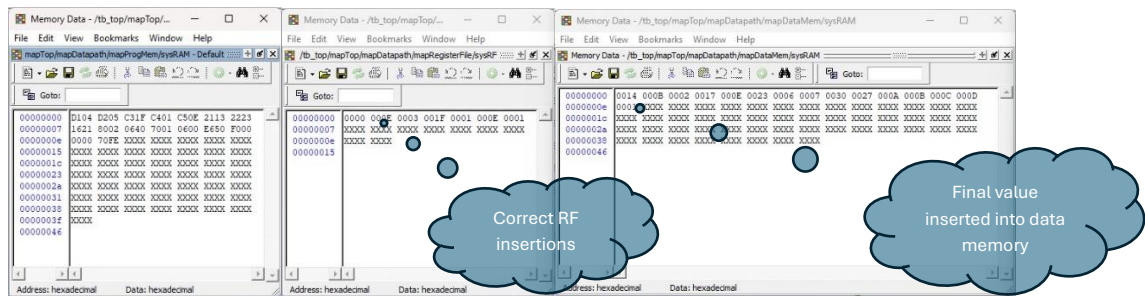 Memory Data - /tb_top/mapTop/...
File Edit View Bookmarks Window Help
mapTop/mapDatapath/mapProgMem/sysRAM - Default
Goto:
00000000 D104 D205 C31F C401 C50E 2113 2223
00000007 1621 8002 0640 7001 0600 E650 F000
0000000e 0000 70FE XXXX XXXX XXXX XXXX XXXX
00000015 XXXX XXXX XXXX XXXX XXXX XXXX XXXX
0000001c XXXX XXXX XXXX XXXX XXXX XXXX XXXX
00000023 XXXX XXXX XXXX XXXX XXXX XXXX XXXX
0000002a XXXX XXXX XXXX XXXX XXXX XXXX XXXX
00000031 XXXX XXXX XXXX XXXX XXXX XXXX XXXX
00000038 XXXX XXXX XXXX XXXX XXXX XXXX XXXX
0000003f XXXX
00000046
Address: hexadecimal Data: hexadecimal
Memory Data - /tb_top/mapTop/...
File Edit View Bookmarks Window Help
/tb_top/mapTop/mapDatapath/mapRegisterFile/sysRF
Goto:
00000000 0000 000E 0003 001F 0001 000E 0001
00000007 XXXX XXXX XXXX XXXX XXXX XXXX XXXX
0000000e XXXX XXXX
00000015
Correct RF
insertions
Address: hexadecimal Data: hexadecimal
Memory Data - /tb_top/mapTop/mapDatapath/mapDataMem/sysRAM
File Edit View Bookmarks Window Help
Memory Data - /tb_top/mapTop/mapDatapath/mapDataMem/sysRAM
Goto:
00000000 0014 000B 0002 0017 000E 0023 0006 0007 0030 0027 000A 000B 000C 000D
0000000e XXXX XXXX XXXX XXXX XXXX XXXX XXXX XXXX XXXX XXXX XXXX XXXX
0000001c XXXX XXXX XXXX XXXX XXXX XXXX XXXX XXXX XXXX XXXX XXXX XXXX XXXX XXXX
0000002a XXXX XXXX XXXX XXXX XXXX XXXX XXXX XXXX XXXX XXXX XXXX XXXX XXXX
00000038 XXXX XXXX XXXX XXXX XXXX XXXX XXXX XXXX
00000046
Final value
inserted into data
memory
Address: hexadecimal Data: hexadecimal